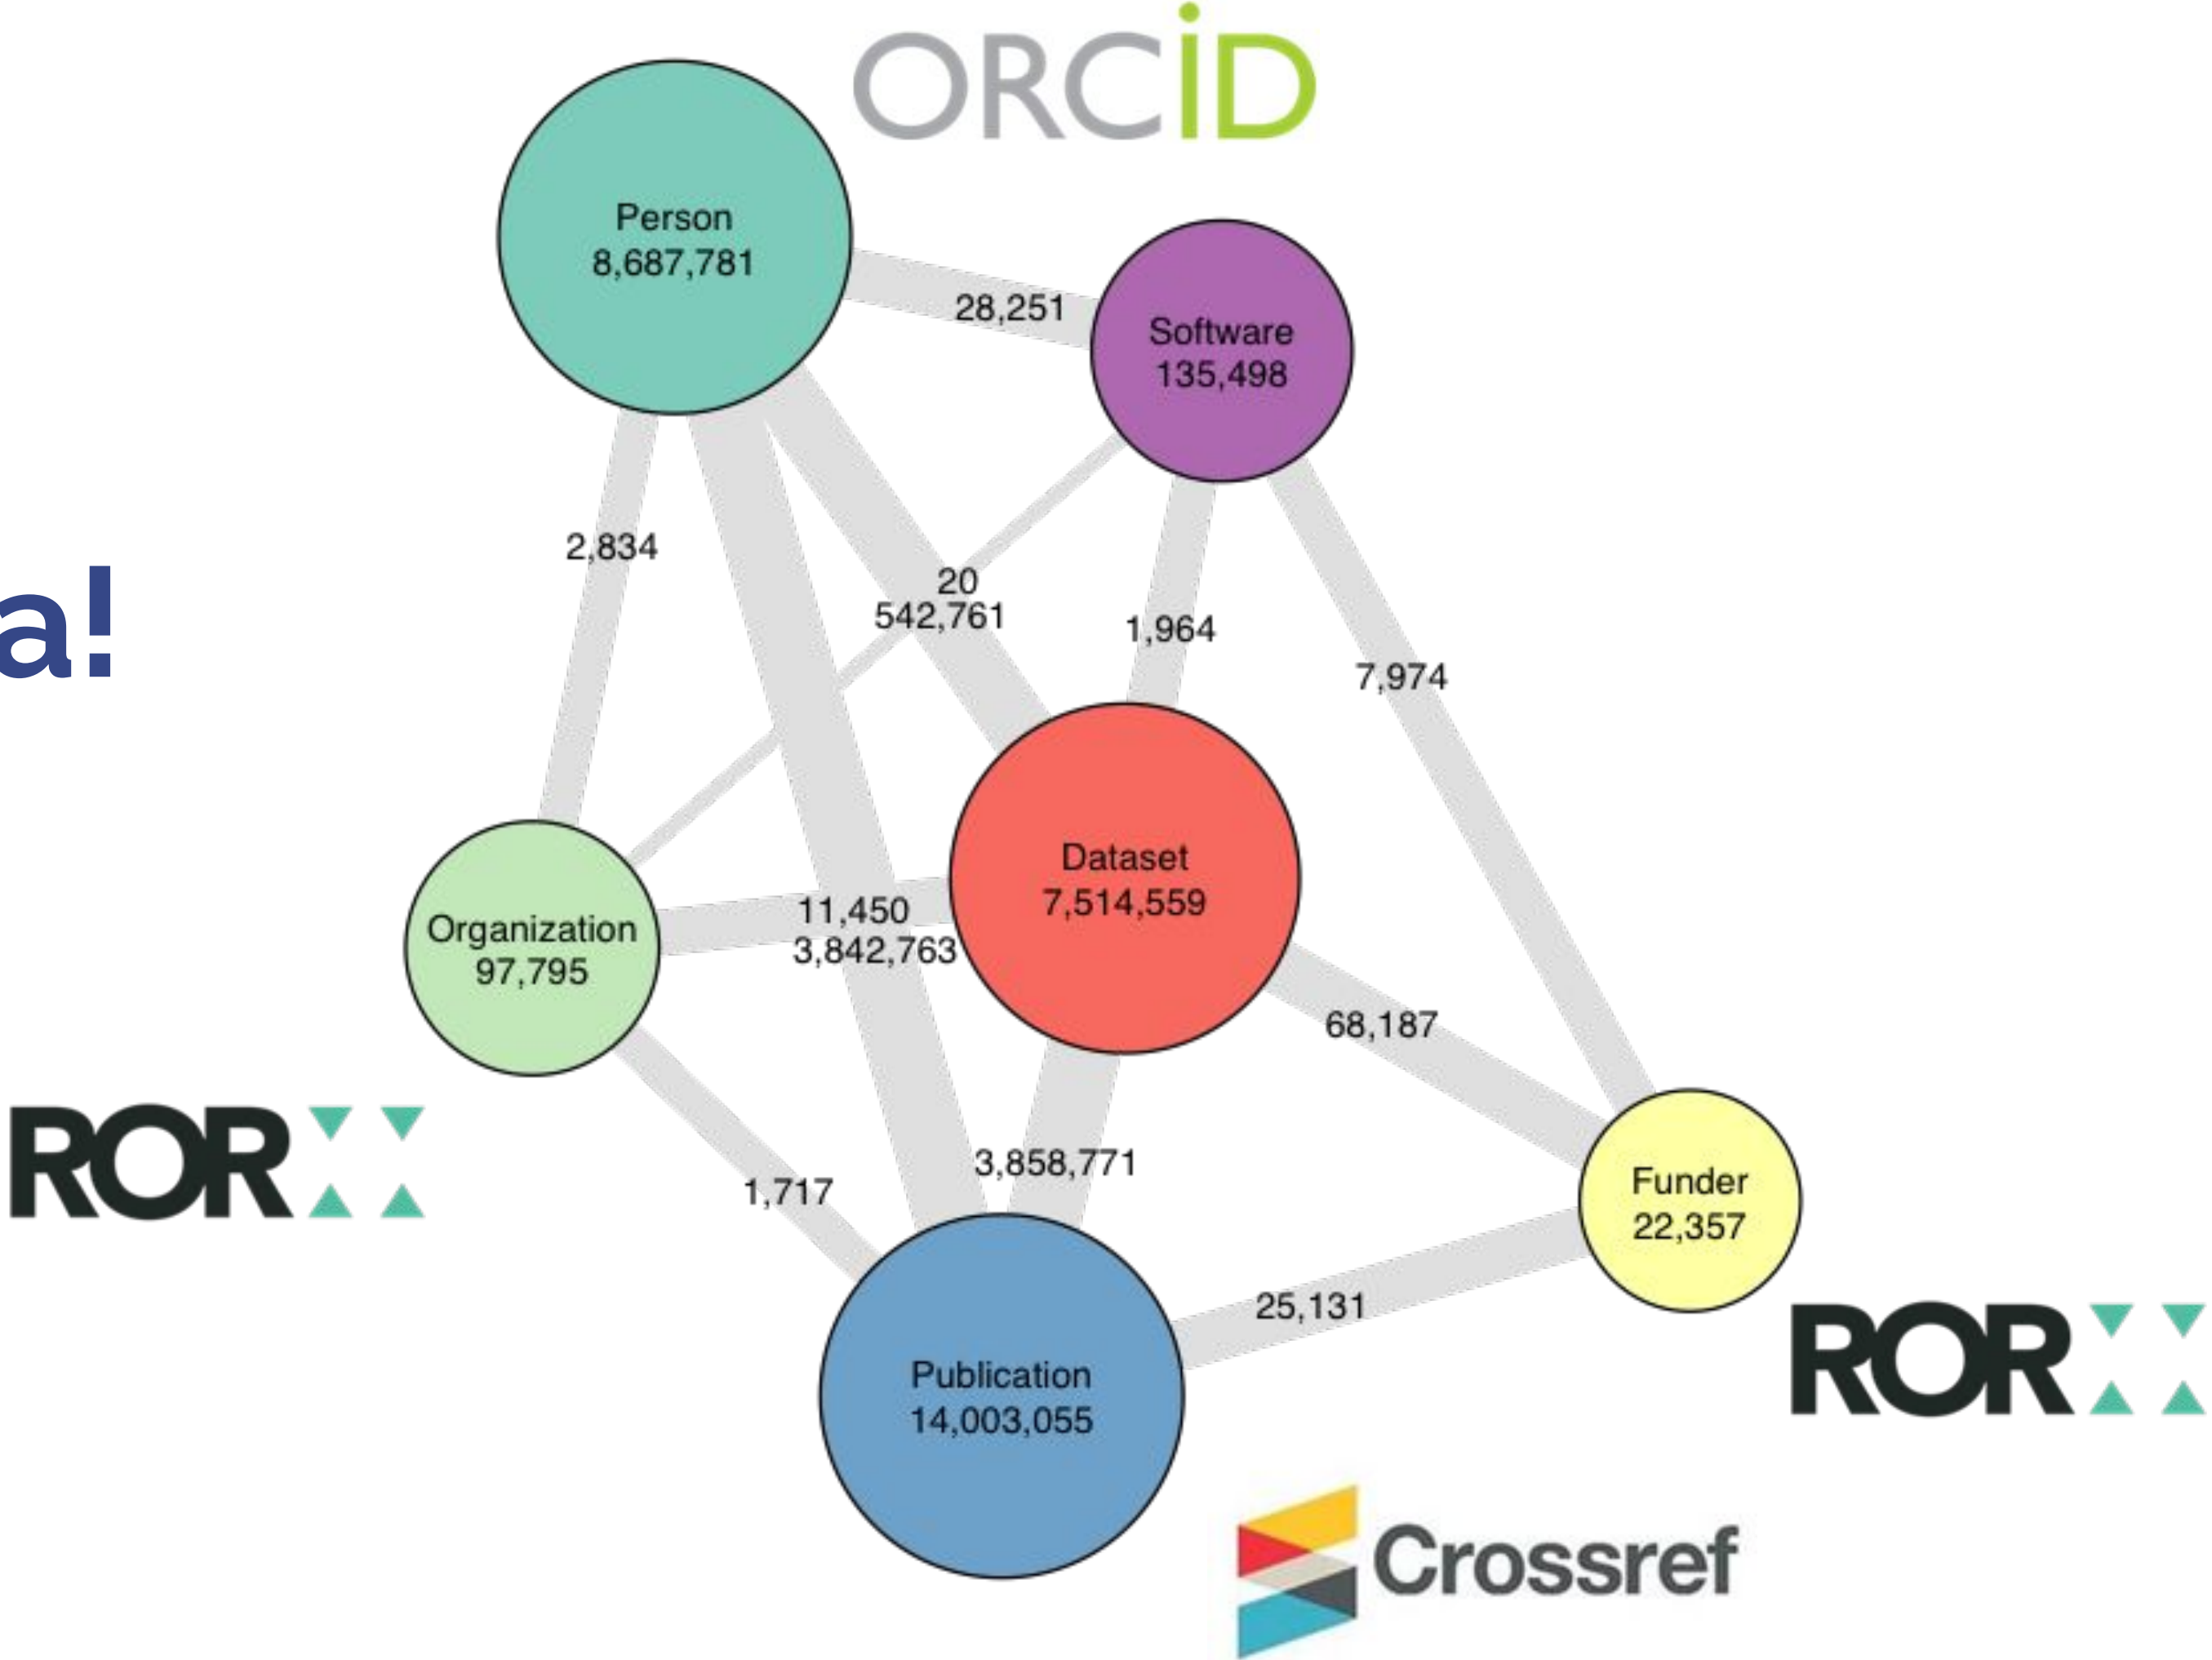 ORCiD
Person
8,687,781
28,251
Software
135,498
2,834
20
542,761
1,964
7,974
a!
Dataset
7,514,559
11,450
3,842,763
Organization
97,795
68,187
ROR
3,858,771
1,717
Funder
22,357
25,131
ROR
Publication
14,003,055
Crossref